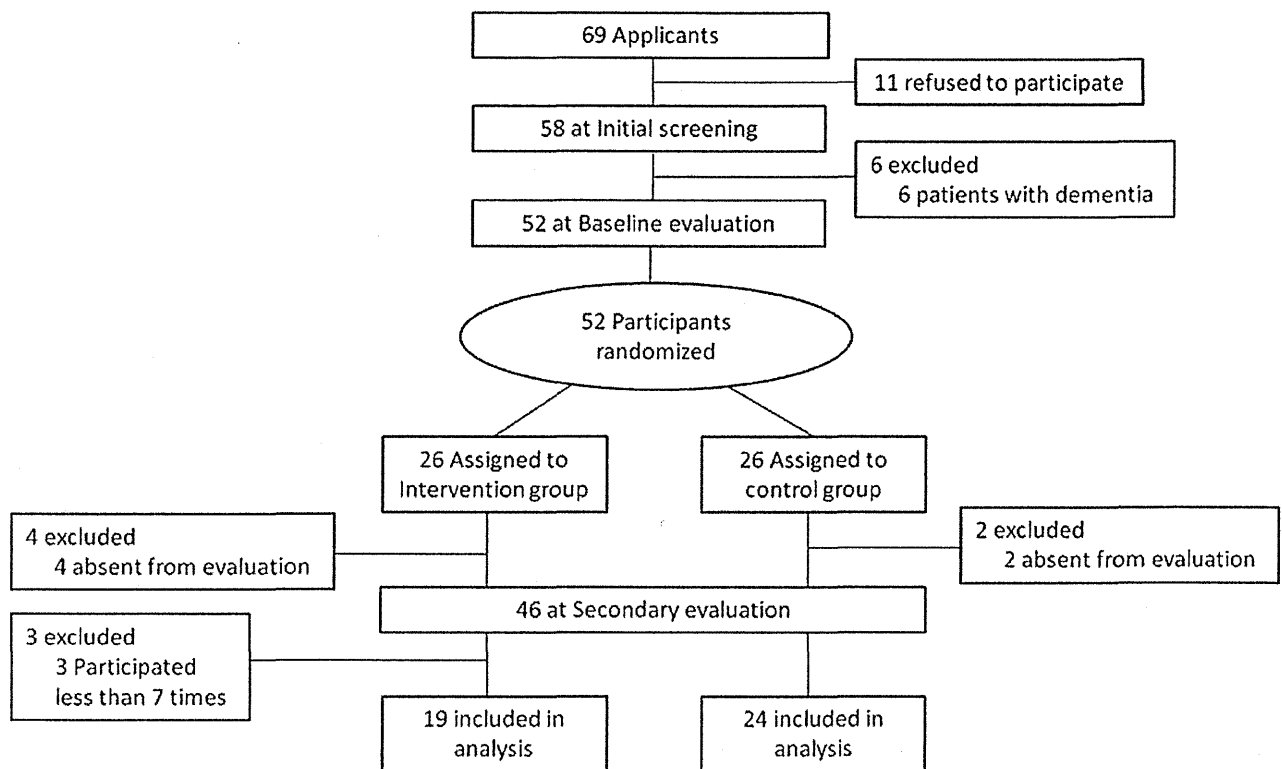 69 Applicants
11 refused to participate
58 at Initial screening
6 excluded
6 patients with dementia
52 at Baseline evaluation
52 Participants
randomized
26 Assigned to
Intervention group
26 Assigned to
control group
4 excluded
4 absent from evaluation
2 excluded
2 absent from evaluation
46 at Secondary evaluation
3 excluded
3 Participated
less than 7 times
19 included in
analysis
24 included in
analysis